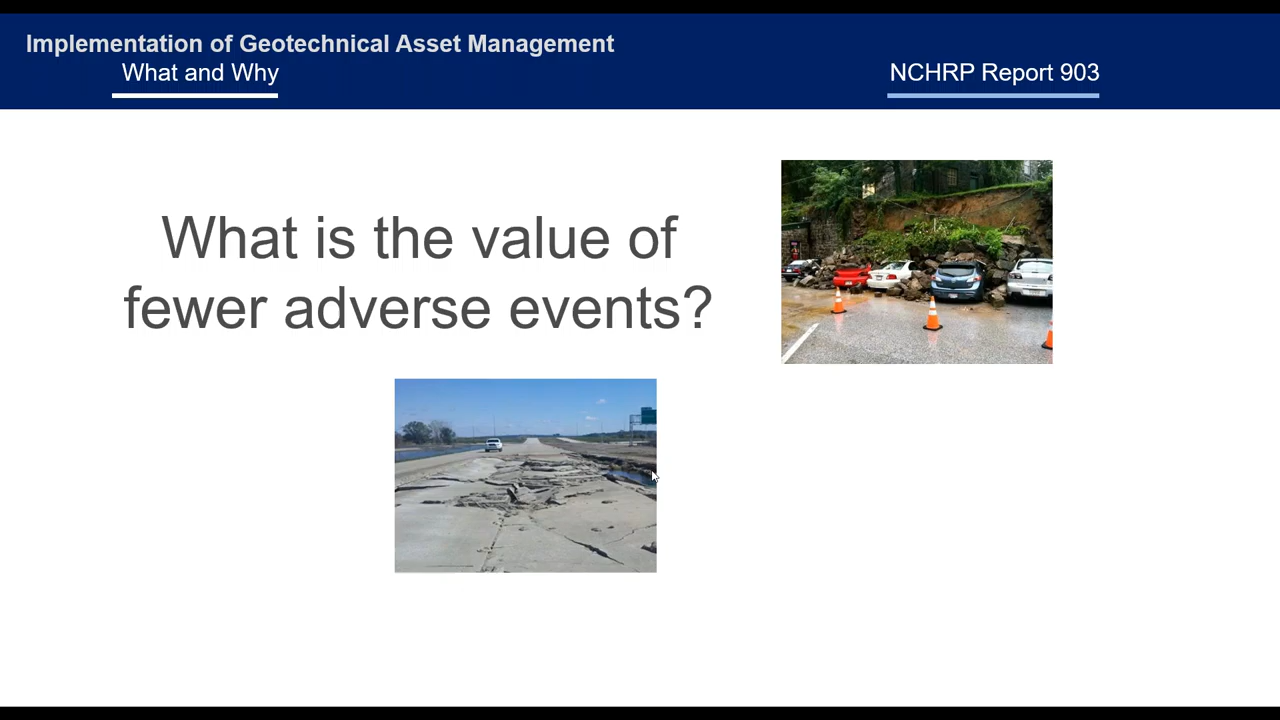 Implementation of Geotechnical Asset Management
What and Why
NCHRP Report 903
What is the value of
fewer adverse events?